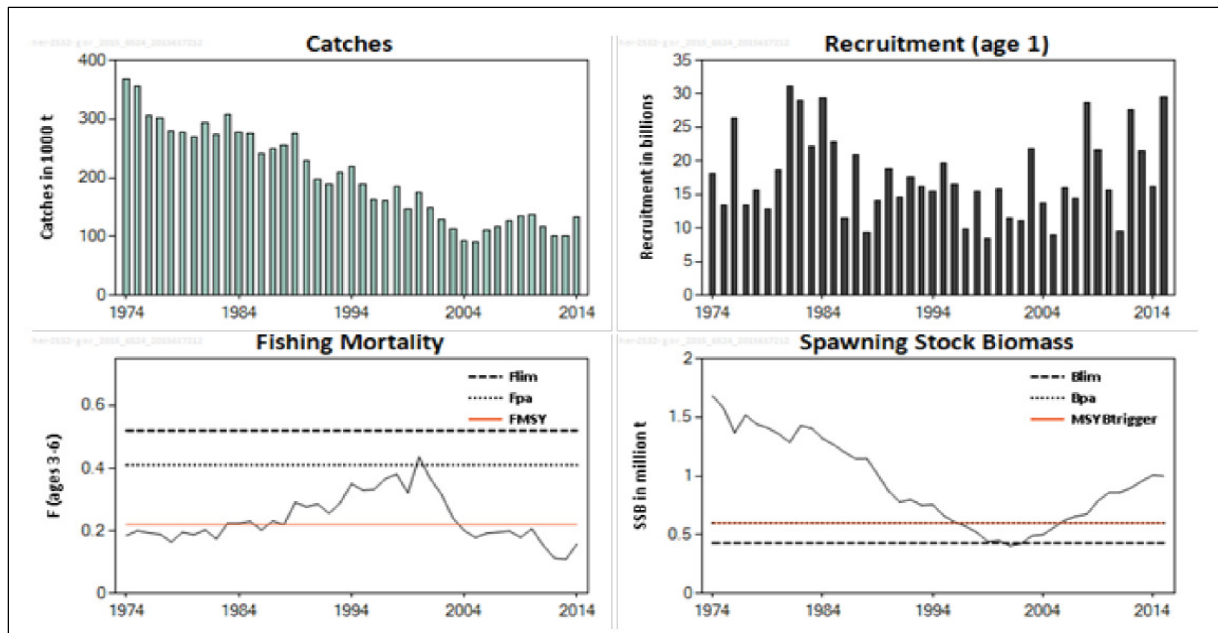 Catches
400
300
200
100
0
Catches in 1000 t
1974 1984 1994 2004 2014
Recruitment (age 1)
35
30
25
20
15
10
5
0
Recruitment in billions
1974 1984 1994 2004 2014
Fishing Mortality
Flim
Fpa
FMSY
0.6
0.4
0.2
0
F (ages 3-6)
1974 1984 1994 2004 2014
Spawning Stock Biomass
Blim
Bpa
MSYBtrigger
2
1.5
1
0.5
0
SSB in million t
1974 1984 1994 2004 2014